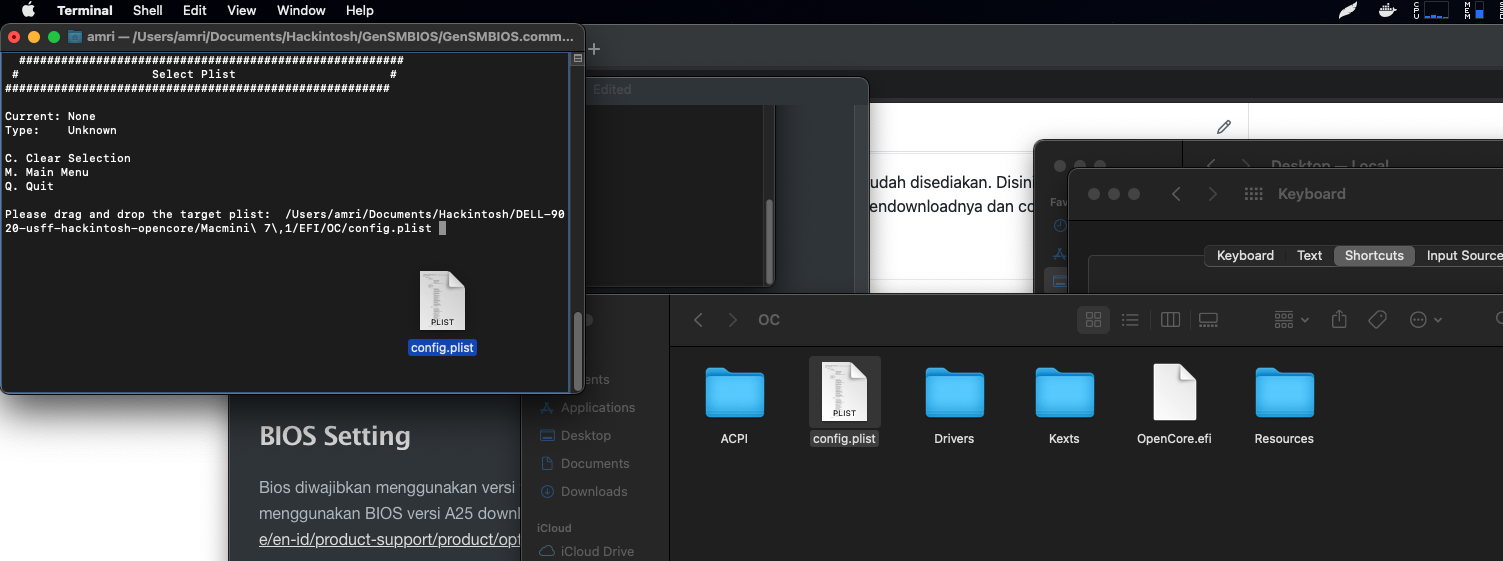 Terminal Shell Edit View Window Help
CPU MEM
amri — /Users/amri/Documents/Hackintosh/GenSMBIOS/GenSMBIOS.comm...
#######################################################
# Select Plist #
#######################################################
Current: None
Type: Unknown
C. Clear Selection
M. Main Menu
Q. Quit
Please drag and drop the target plist: /Users/amri/Documents/Hackintosh/DELL-90
20-usff-hackintosh-opencore/Macmini\ 7\,1/EFI/OC/config.plist
PLIST
config.plist
Edited
udah disediakan. Disin
endownloadnya dan co
Desktop — Local
Fav
Keyboard
Keyboard Text Shortcuts Input Source
OC
ents
Applications
Desktop
Documents
Downloads
iCloud
iCloud Drive
PLIST
ACPI config.plist Drivers Kexts OpenCore.efi Resources
BIOS Setting
Bios diwajibkan menggunakan versi
menggunakan BIOS versi A25 downl
e/en-id/product-support/product/opt